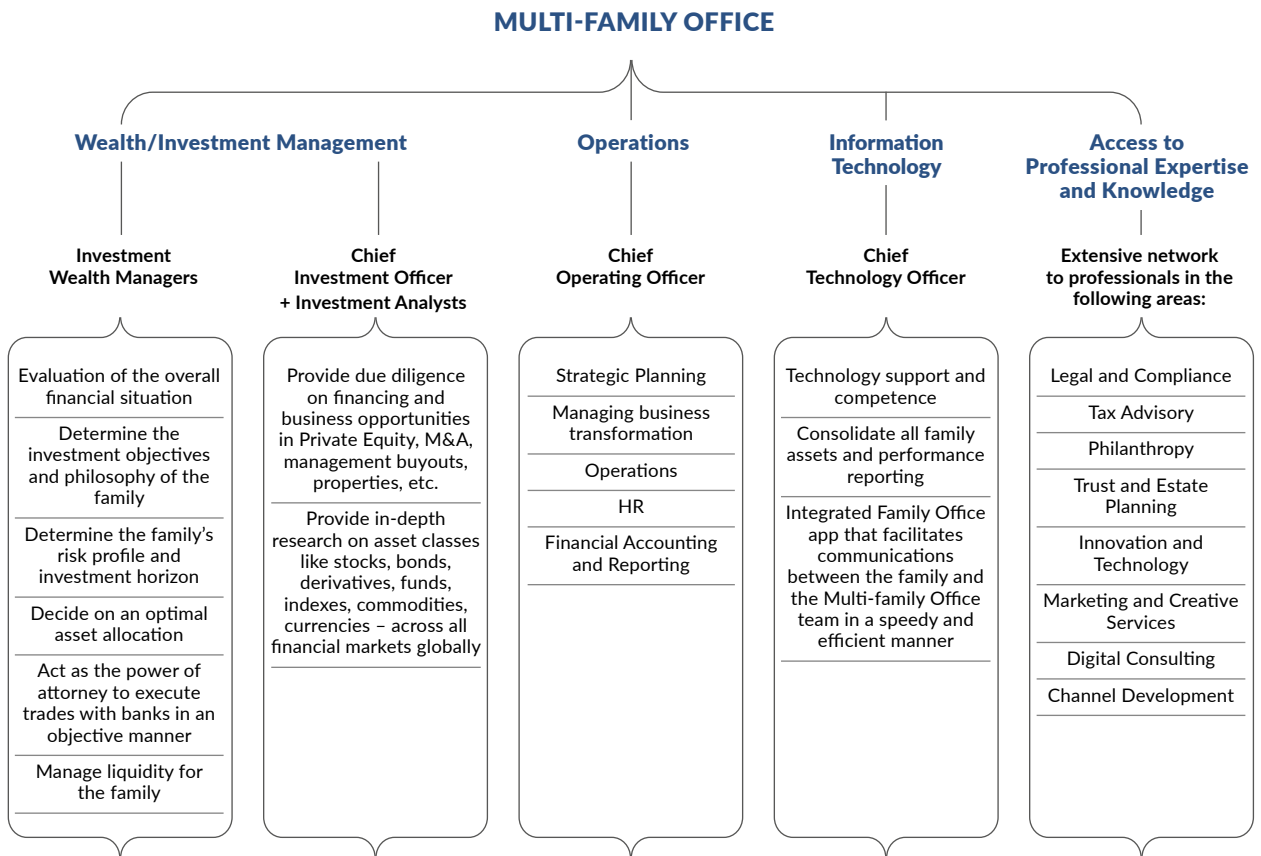 MULTI-FAMILY OFFICE
Wealth/Investment Management
Operations
Information
Technology
Access to
Professional Expertise
and Knowledge
Investment
Wealth Managers
Chief
Investment Officer
+ Investment Analysts
Chief
Operating Officer
Chief
Technology Officer
Extensive network
to professionals in the
following areas:
Evaluation of the overall
financial situation
Determine the
investment objectives
and philosophy of the
family
Determine the family’s
risk profile and
investment horizon
Decide on an optimal
asset allocation
Act as the power of
attorney to execute
trades with banks in an
objective manner
Manage liquidity for
the family
Provide due diligence
on financing and
business opportunities
in Private Equity, M&A,
management buyouts,
properties, etc.
Provide in-depth
research on asset classes
like stocks, bonds,
derivatives, funds,
indexes, commodities,
currencies – across all
financial markets globally
Strategic Planning
Managing business
transformation
Operations
HR
Financial Accounting
and Reporting
Technology support and
competence
Consolidate all family
assets and performance
reporting
Integrated Family Office
app that facilitates
communications
between the family and
the Multi-family Office
team in a speedy and
efficient manner
Legal and Compliance
Tax Advisory
Philanthropy
Trust and Estate
Planning
Innovation and
Technology
Marketing and Creative
Services
Digital Consulting
Channel Development